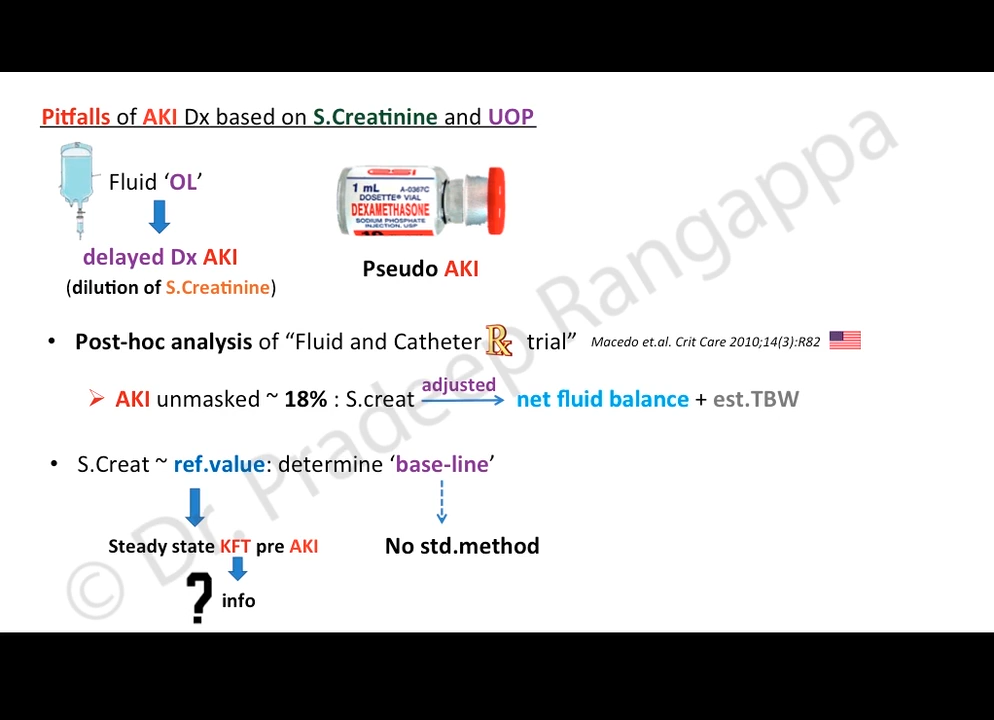 Pitfalls of AKI Dx based on S.Creatinine and UOP
Fluid ‘OL’
delayed Dx AKI
(dilution of S.Creatinine)
1 mL A-0367C
DOSETTE® VIAL
DEXAMETHASONE
SODIUM PHOSPHATE
INJECTION, USP
Pseudo AKI
• Post-hoc analysis of “Fluid and Catheter Rx trial” Macedo et.al. Crit Care 2010;14(3):R82
➢ AKI unmasked ~ 18% : S.creat adjusted net fluid balance + est.TBW
• S.Creat ~ ref.value: determine ‘base-line’
Steady state KFT pre AKI
No std.method
? info
© Dr. Pradeep Rangappa